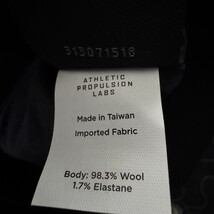 313071518
ATHLETIC
PROPULSION
LABS
Made in Taiwan
Imported Fabric
Body: 98.3% Wool
1.7% Elastane